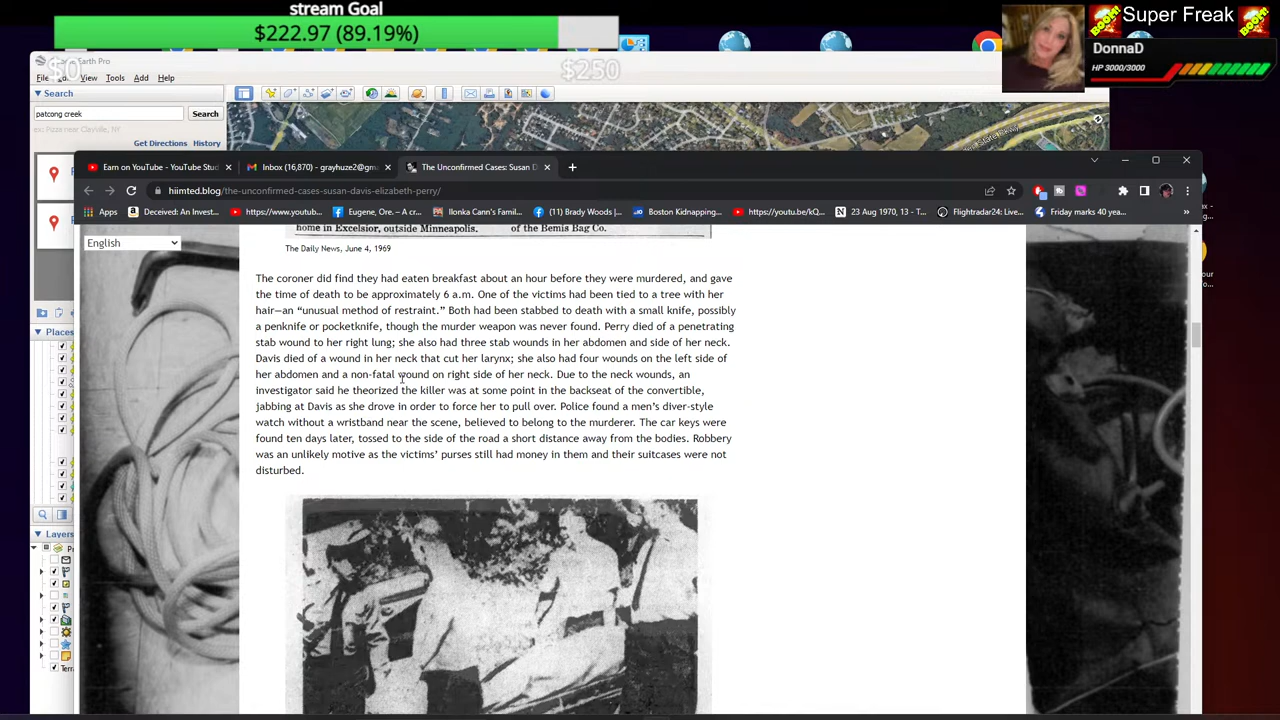 stream Goal
$222.97 (89.19%)
$0
$250
Super Freak
DonnaD
HP 3000/3000
Earth Pro
View Tools Add Help
Search
patcong creek
Search
ex: Pizza near Clayville, NY
Get Directions History
Places
Layers
Earn on YouTube - YouTube Stud
Inbox (16,870) - grayhuze2@gma
The Unconfirmed Cases: Susan D
hiimted.blog/the-unconfirmed-cases-susan-davis-elizabeth-perry/
Apps
Deceived: An Invest...
https://www.youtub...
Eugene, Ore. – A cr...
Ilonka Cann's Famil...
(11) Brady Woods |...
Boston Kidnapping...
https://youtu.be/kQ...
23 Aug 1970, 13 - T...
Flightradar24: Live...
Friday marks 40 yea...
»
English
home in Excelsior, outside Minneapolis.
of the Bemis Bag Co.
The Daily News, June 4, 1969
The coroner did find they had eaten breakfast about an hour before they were murdered, and gave
the time of death to be approximately 6 a.m. One of the victims had been tied to a tree with her
hair—an “unusual method of restraint.” Both had been stabbed to death with a small knife, possibly
a penknife or pocketknife, though the murder weapon was never found. Perry died of a penetrating
stab wound to her right lung; she also had three stab wounds in her abdomen and side of her neck.
Davis died of a wound in her neck that cut her larynx; she also had four wounds on the left side of
her abdomen and a non-fatal wound on right side of her neck. Due to the neck wounds, an
investigator said he theorized the killer was at some point in the backseat of the convertible,
jabbing at Davis as she drove in order to force her to pull over. Police found a men’s diver-style
watch without a wristband near the scene, believed to belong to the murderer. The car keys were
found ten days later, tossed to the side of the road a short distance away from the bodies. Robbery
was an unlikely motive as the victims’ purses still had money in them and their suitcases were not
disturbed.